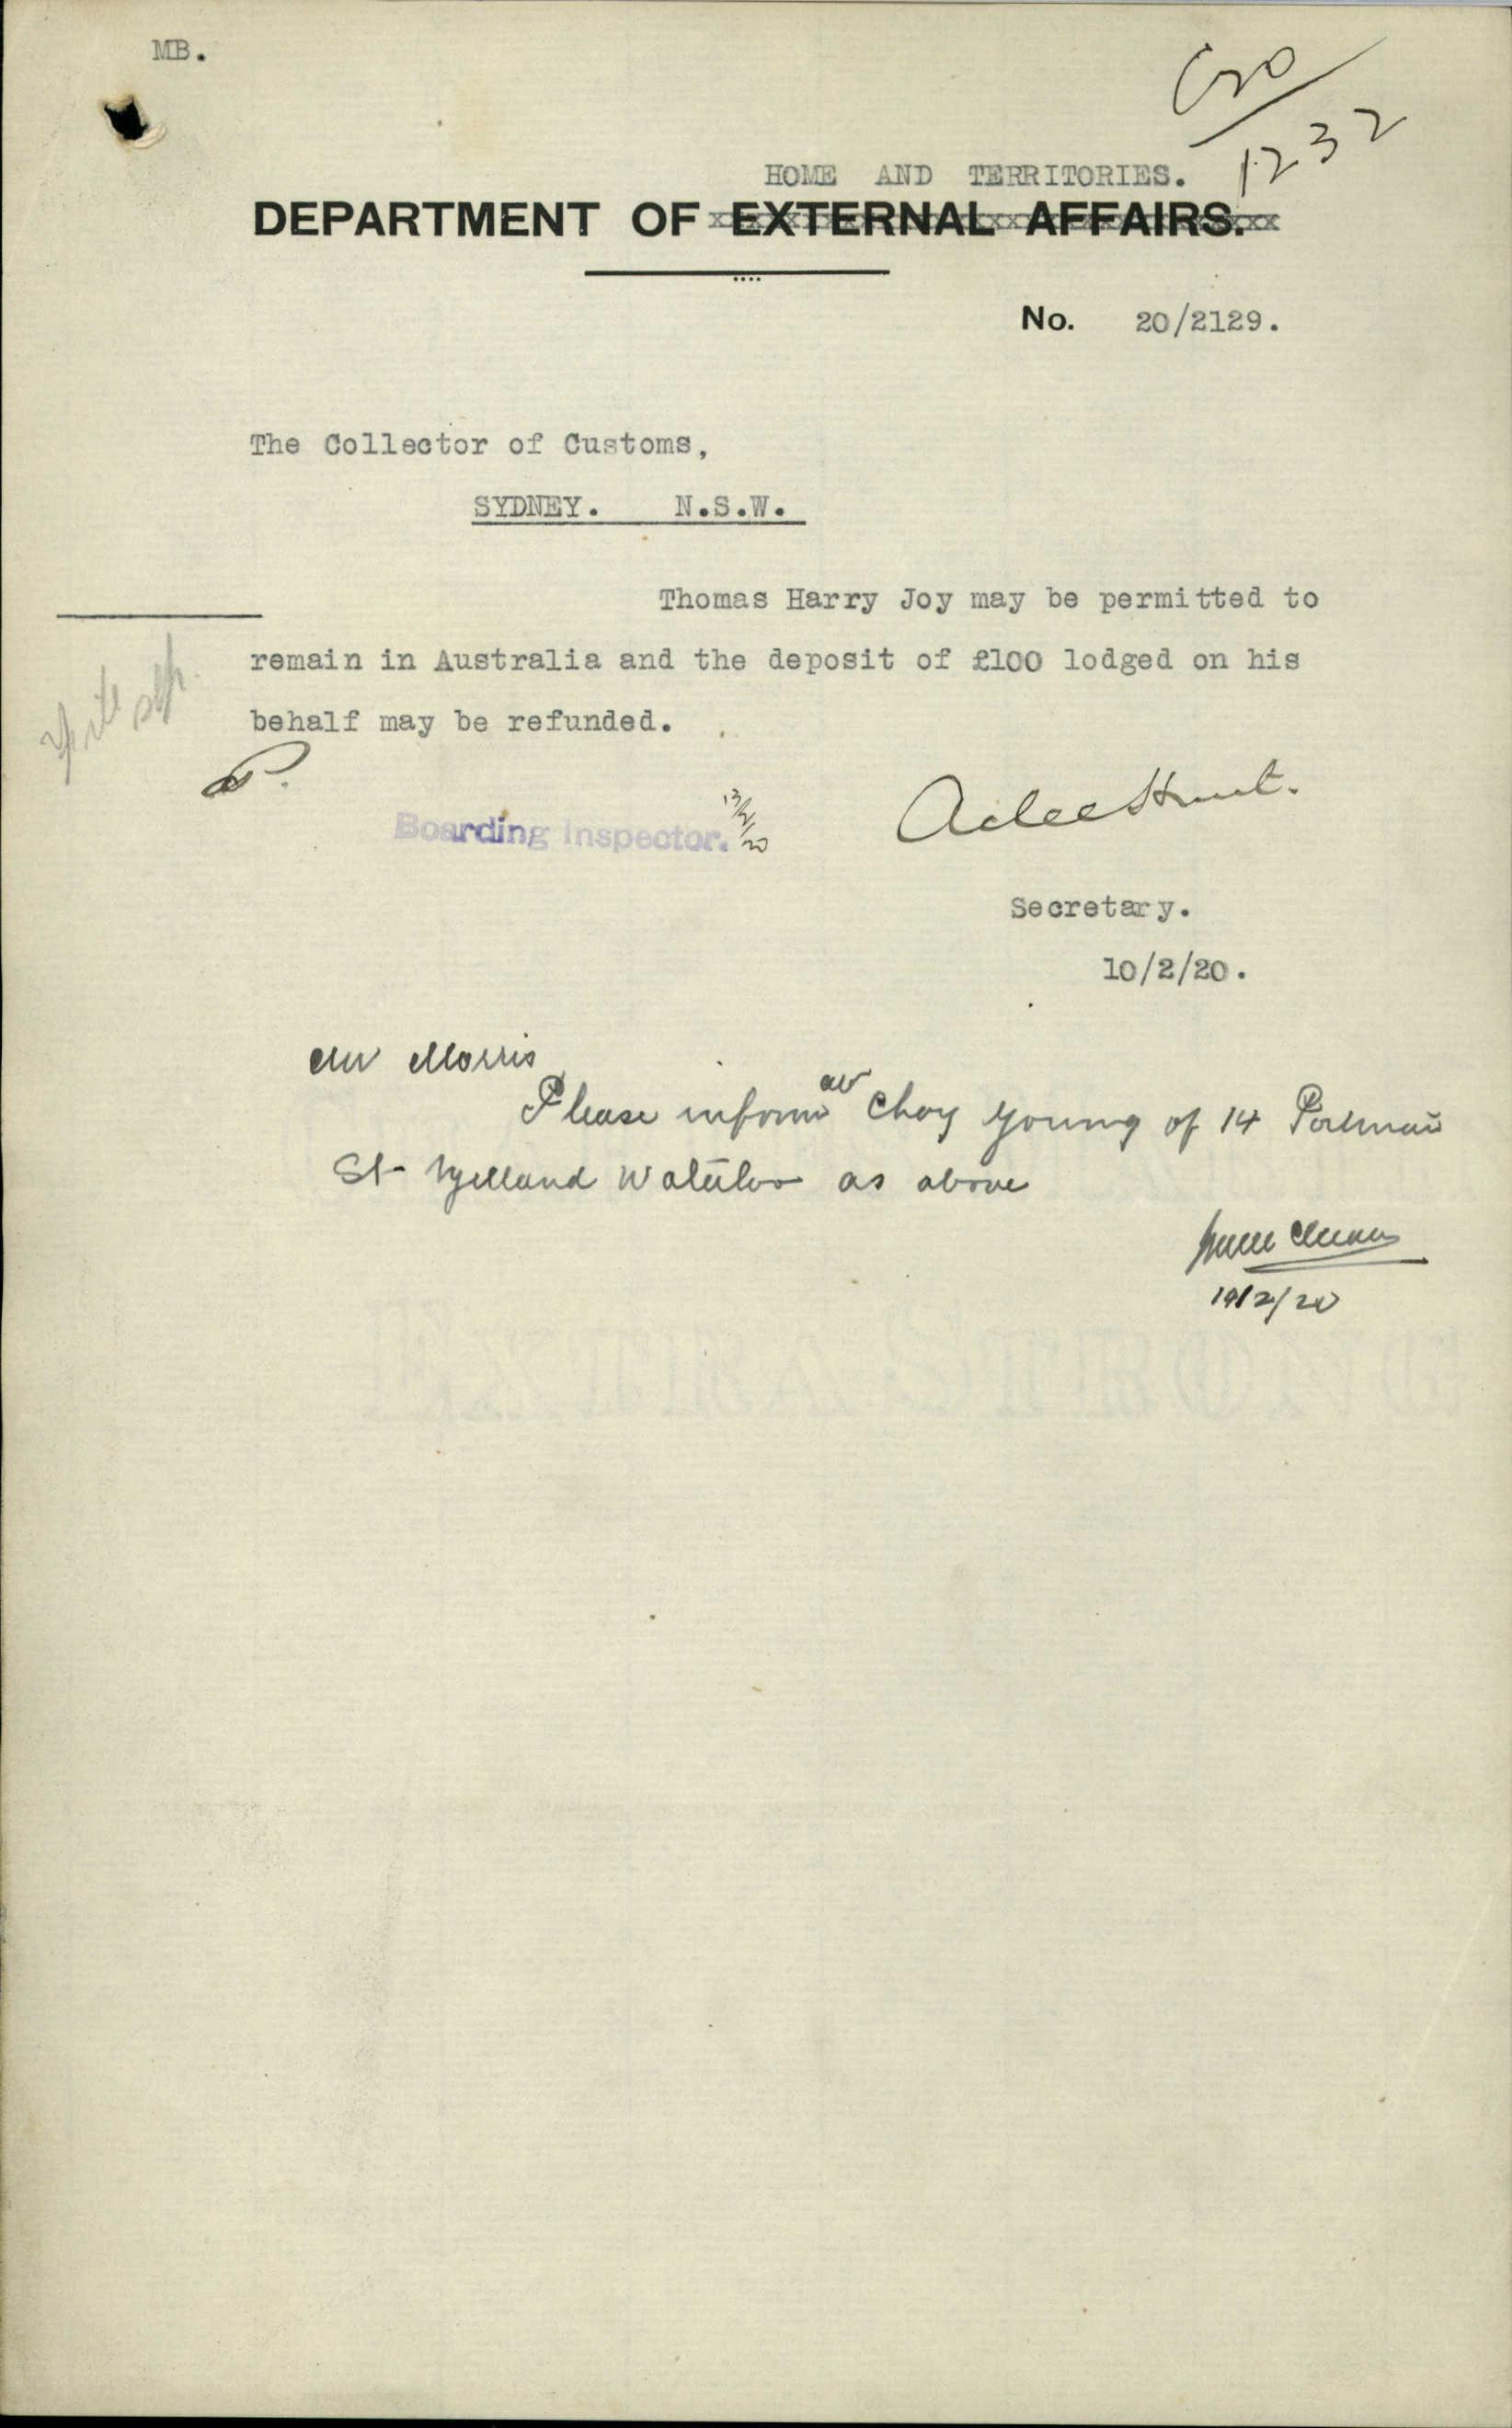 MB.
C20
1232
HOME AND TERRITORIES.
DEPARTMENT OF EXTERNAL AFFAIRS.
No. 20/2129.
The Collector of Customs,
SYDNEY. N.S.W.
Thomas Harry Joy may be permitted to
remain in Australia and the deposit of £100 lodged on his
behalf may be refunded.
Boarding Inspector. 13/2/20
Atlee Hunt.
Secretary.
10/2/20.
Mr Morris
Please inform Choy Young of 14 Portman
St Waterloo as above
2/20